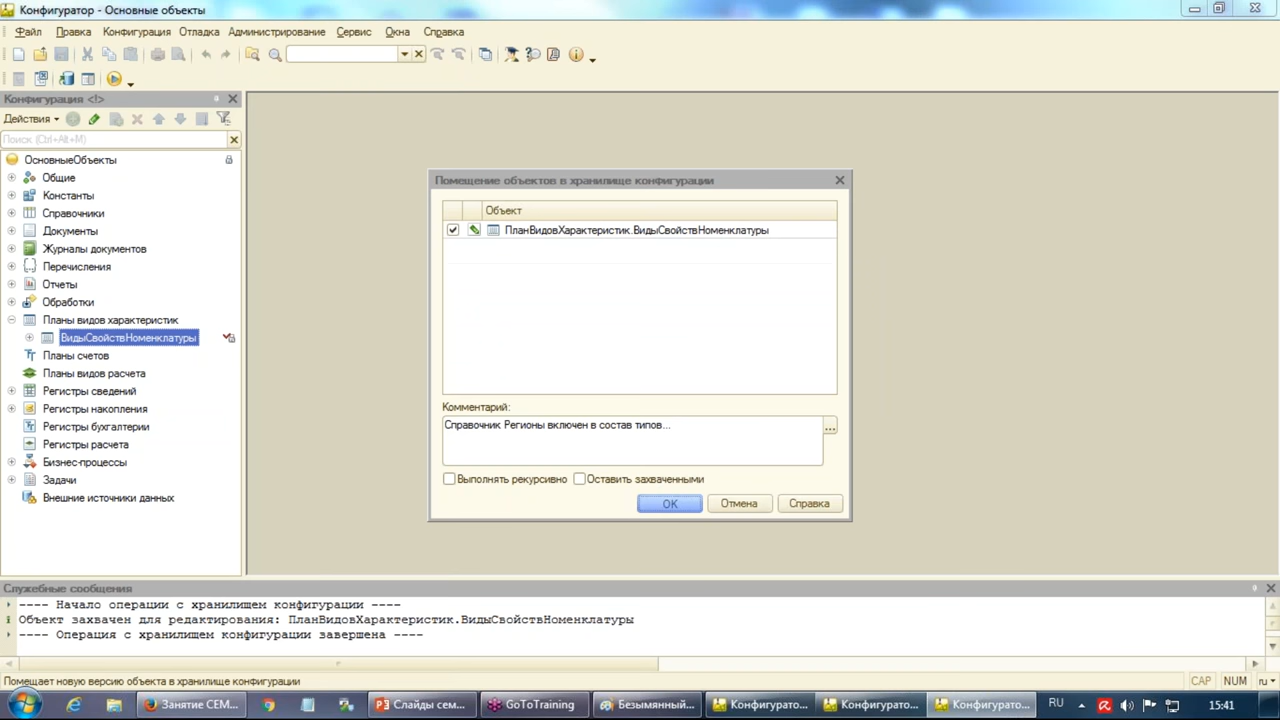 Конфигуратор - Основные объекты
Файл Правка Конфигурация Отладка Администрирование Сервис Окна Справка
Конфигурация <!>
Действия
Поиск (Ctrl+Alt+M)
ОсновныеОбъекты
Общие
Константы
Справочники
Документы
Журналы документов
Перечисления
Отчеты
Обработки
Планы видов характеристик
ВидыСвойствНоменклатуры
Планы счетов
Планы видов расчета
Регистры сведений
Регистры накопления
Регистры бухгалтерии
Регистры расчета
Бизнес-процессы
Задачи
Внешние источники данных
Помещение объектов в хранилище конфигурации
Объект
ПланВидовХарактеристик.ВидыСвойствНоменклатуры
Комментарий:
Справочник Регионы включен в состав типов...
...
Выполнять рекурсивно Оставить захваченными
ОК Отмена Справка
Служебные сообщения
---- Начало операции с хранилищем конфигурации ----
Объект захвачен для редактирования: ПланВидовХарактеристик.ВидыСвойствНоменклатуры
---- Операция с хранилищем конфигурации завершена ----
Помещает новую версию объекта в хранилище конфигурации CAP NUM ru
Занятие СЕМ... Слайды сем... GoToTraining Безымянный... Конфигурато... Конфигурато... Конфигурато... RU 15:41